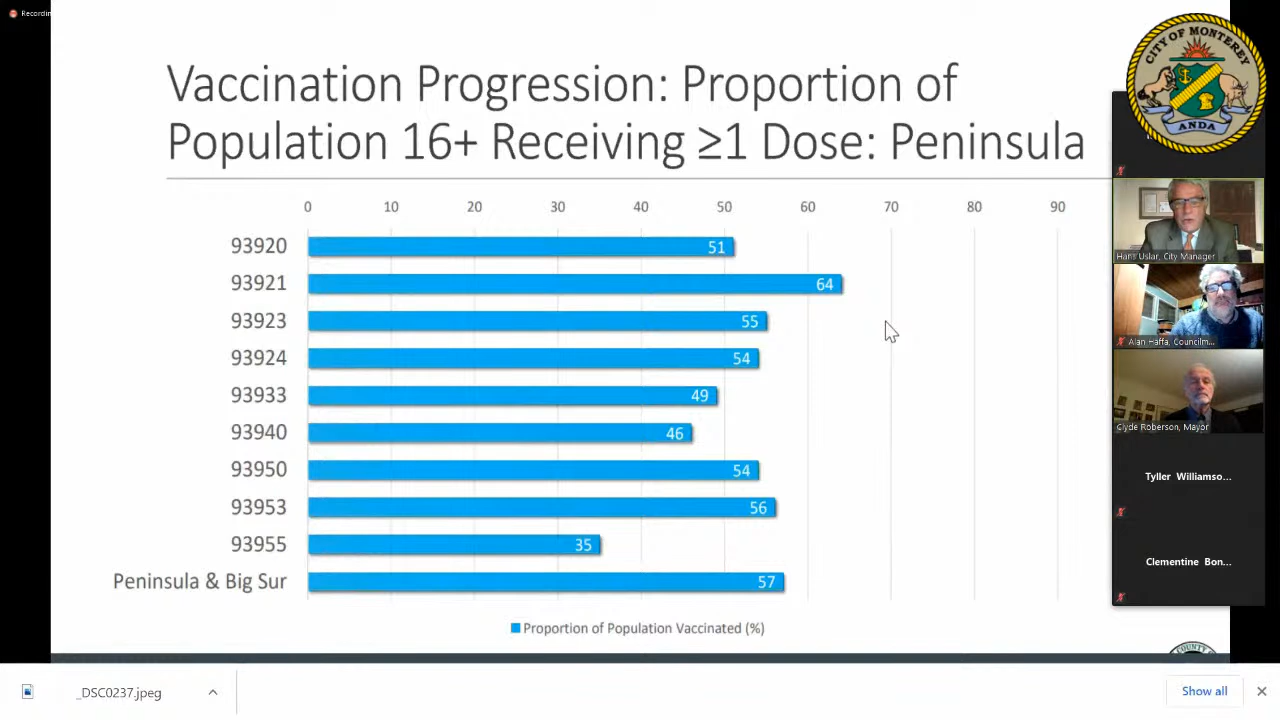 Recordin
Vaccination Progression: Proportion of
Population 16+ Receiving ≥1 Dose: Peninsula
0 10 20 30 40 50 60 70 80 90
93920 51
93921 64
93923 55
93924 54
93933 49
93940 46
93950 54
93953 56
93955 35
Peninsula & Big Sur 57
Proportion of Population Vaccinated (%)
CITY OF MONTEREY
ANDA
Hans Uslar, City Manager
Alan Haffa, Councilm...
Clyde Roberson, Mayor
Tyller Williamso...
Clementine Bon...
COUNTY OF
_DSC0237.jpeg
Show all